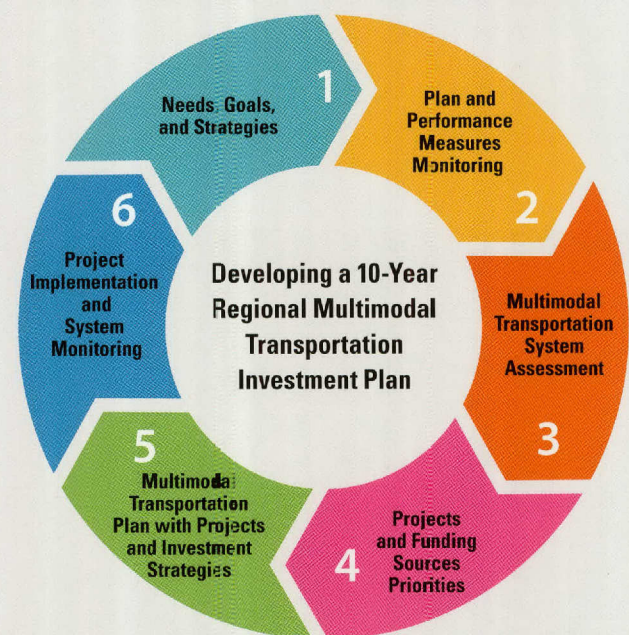 Developing a 10-Year
Regional Multimodal
Transportation
Investment Plan
1
Needs, Goals,
and Strategies
2
Plan and
Performance
Measures
Monitoring
3
Multimodal
Transportation
System
Assessment
4
Projects
and Funding
Sources
Priorities
5
Multimodal
Transportation
Plan with Projects
and Investment
Strategies
6
Project
Implementation
and
System
Monitoring